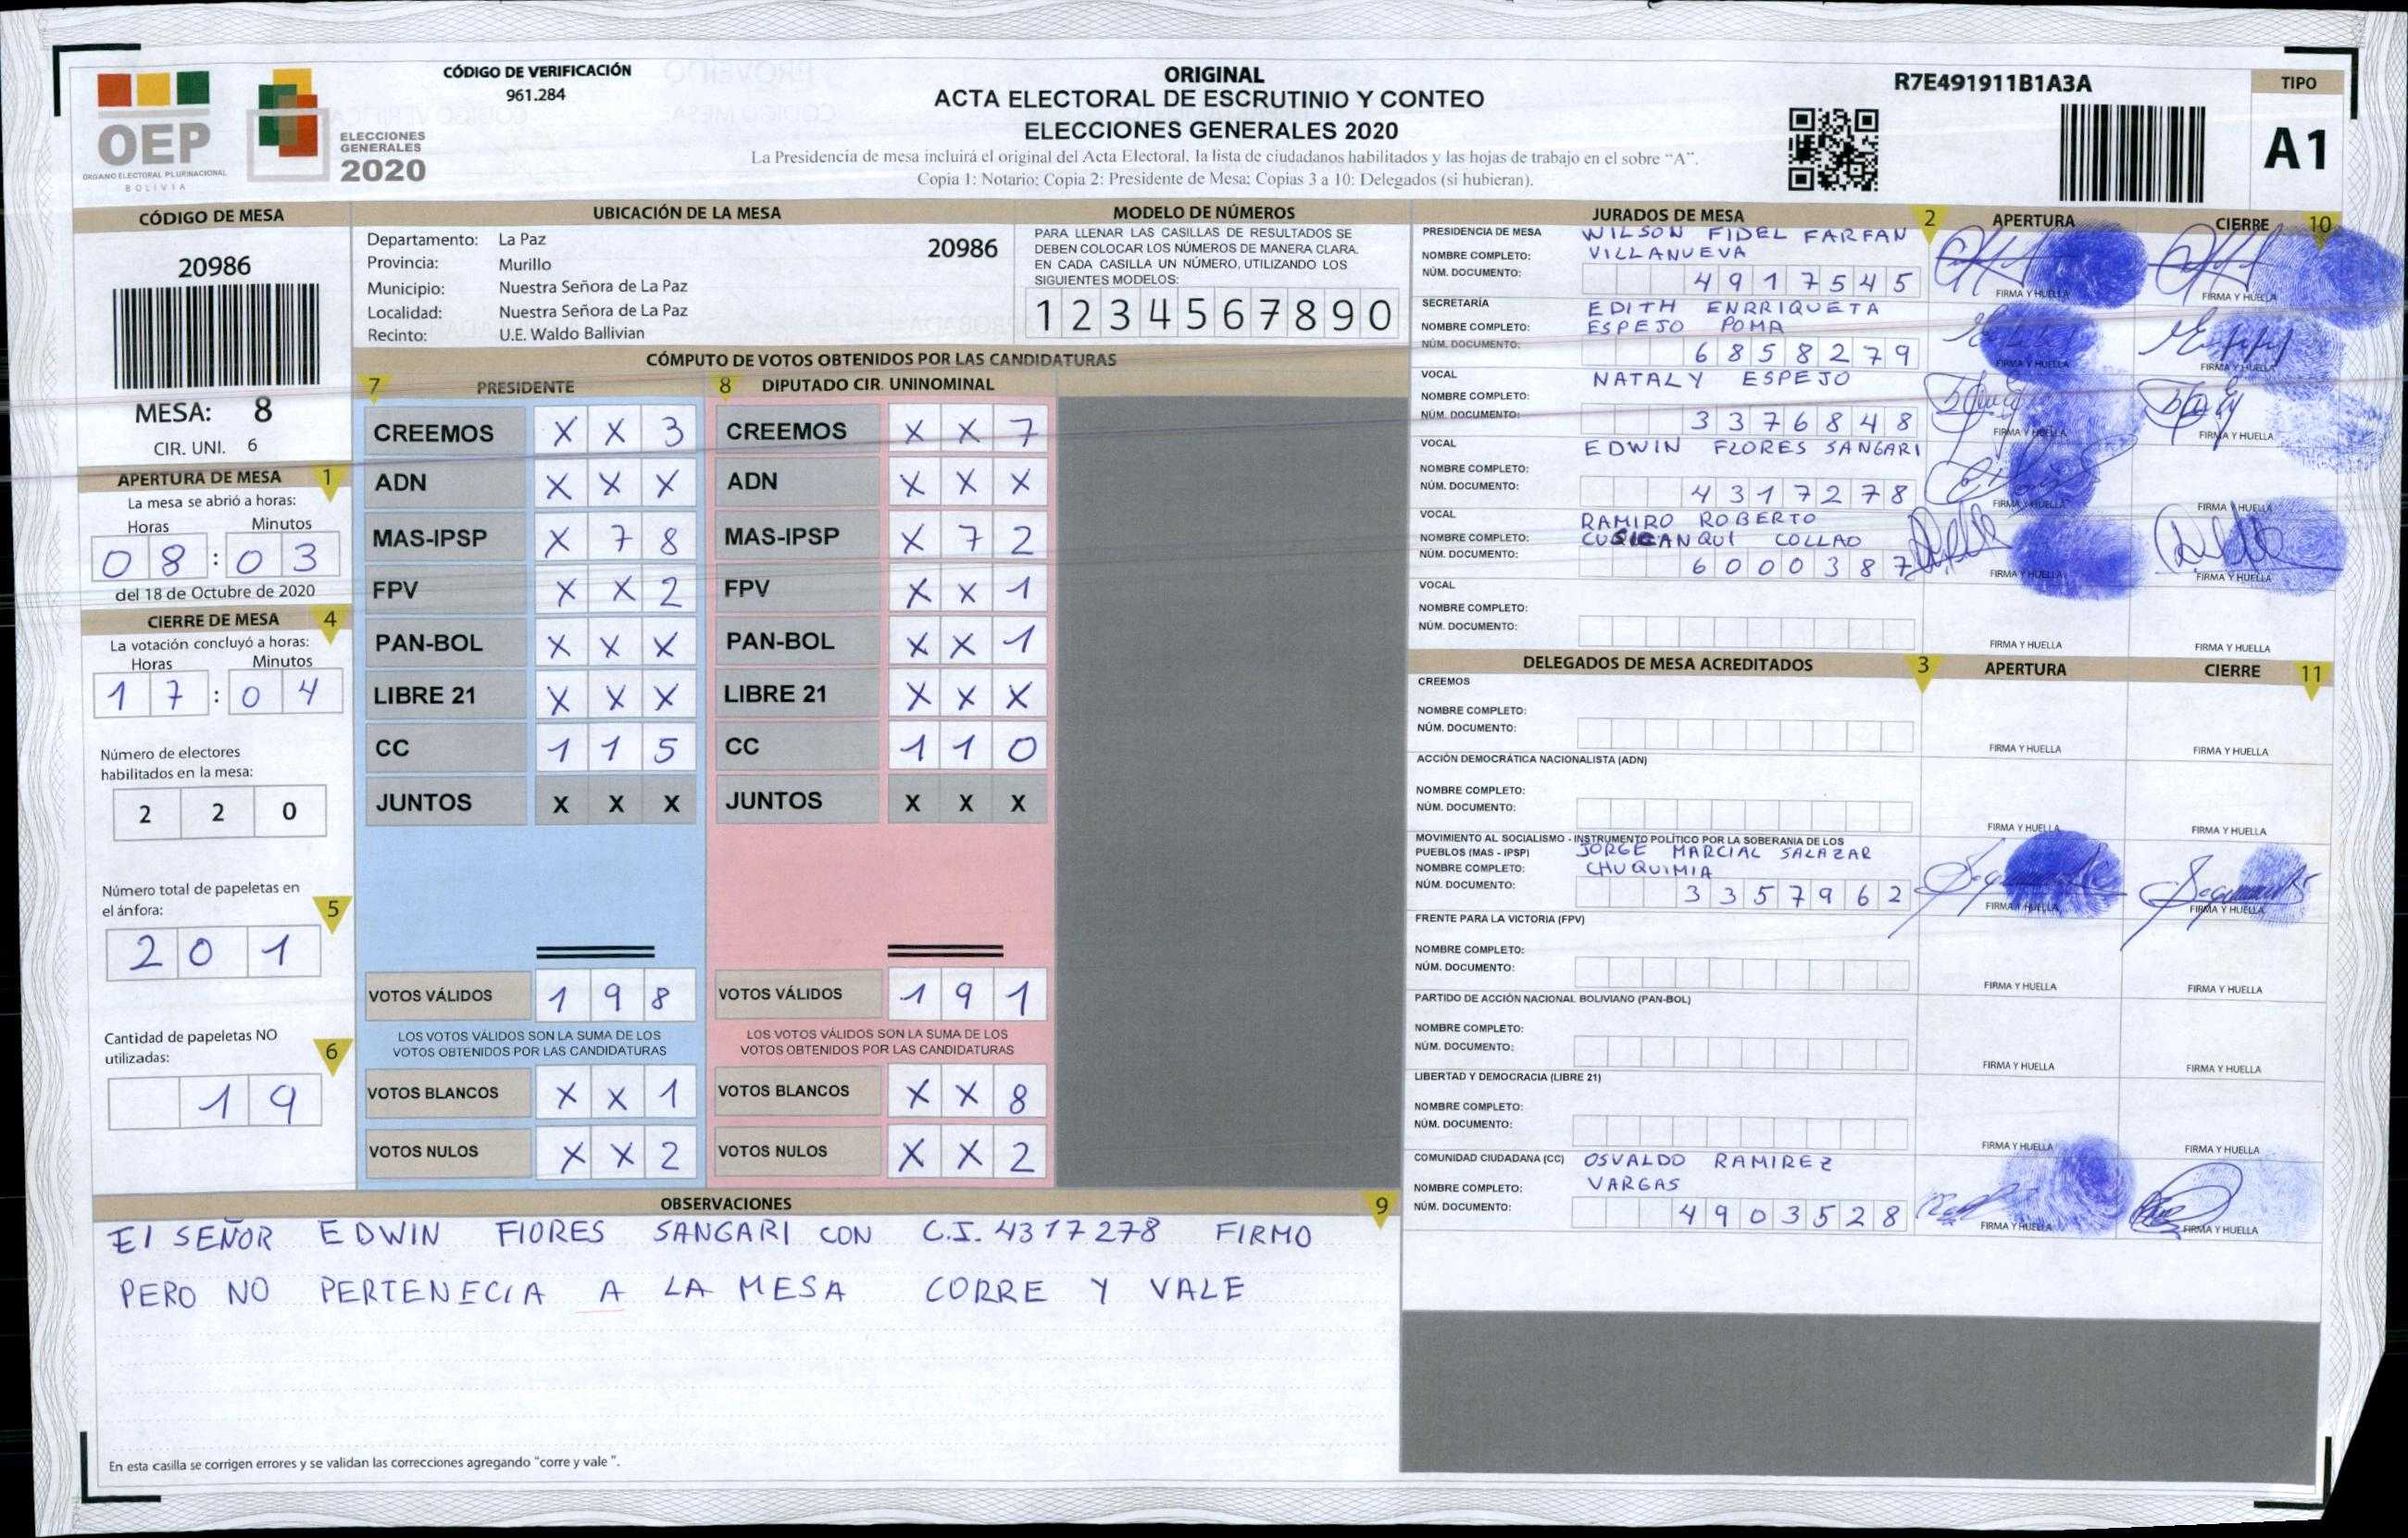 OEP
ÓRGANO ELECTORAL PLURINACIONAL
BOLIVIA
ELECCIONES
GENERALES
2020
CÓDIGO DE VERIFICACIÓN
961.284
ORIGINAL
ACTA ELECTORAL DE ESCRUTINIO Y CONTEO
ELECCIONES GENERALES 2020
La Presidencia de mesa incluirá el original del Acta Electoral, la lista de ciudadanos habilitados y las hojas de trabajo en el sobre "A".
Copia 1: Notario; Copia 2: Presidente de Mesa; Copias 3 a 10: Delegados (si hubieran).
R7E491911B1A3A
TIPO
A1
CÓDIGO DE MESA
20986
MESA: 8
CIR. UNI. 6
APERTURA DE MESA 1
La mesa se abrió a horas:
Horas Minutos
08:03
del 18 de Octubre de 2020
CIERRE DE MESA 4
La votación concluyó a horas:
Horas Minutos
17:04
Número de electores
habilitados en la mesa:
2 2 0
Número total de papeletas en
el ánfora: 5
2 0 1
Cantidad de papeletas NO
utilizadas: 6
1 9
UBICACIÓN DE LA MESA
Departamento: La Paz 20986
Provincia: Murillo
Municipio: Nuestra Señora de La Paz
Localidad: Nuestra Señora de La Paz
Recinto: U.E. Waldo Ballivian
MODELO DE NÚMEROS
PARA LLENAR LAS CASILLAS DE RESULTADOS SE
DEBEN COLOCAR LOS NÚMEROS DE MANERA CLARA.
EN CADA CASILLA UN NÚMERO, UTILIZANDO LOS
SIGUIENTES MODELOS:
1 2 3 4 5 6 7 8 9 0
CÓMPUTO DE VOTOS OBTENIDOS POR LAS CANDIDATURAS
7 PRESIDENTE 8 DIPUTADO CIR. UNINOMINAL
CREEMOS X X 3 CREEMOS X X 7
ADN X X X ADN X X X
MAS-IPSP X 7 8 MAS-IPSP X 7 2
FPV X X 2 FPV X X 1
PAN-BOL X X X PAN-BOL X X 1
LIBRE 21 X X X LIBRE 21 X X X
CC 1 1 5 CC 1 1 0
JUNTOS X X X JUNTOS X X X
VOTOS VÁLIDOS 1 9 8 VOTOS VÁLIDOS 1 9 1
LOS VOTOS VÁLIDOS SON LA SUMA DE LOS LOS VOTOS VÁLIDOS SON LA SUMA DE LOS
VOTOS OBTENIDOS POR LAS CANDIDATURAS VOTOS OBTENIDOS POR LAS CANDIDATURAS
VOTOS BLANCOS X X 1 VOTOS BLANCOS X X 8
VOTOS NULOS X X 2 VOTOS NULOS X X 2
OBSERVACIONES 9
El SEÑOR EDWIN FlORES SANGARI CON C.I. 4317278 FIRMO
PERO NO PERTENECIA A LA MESA CORRE Y VALE
En esta casilla se corrigen errores y se validan las correcciones agregando "corre y vale ".
JURADOS DE MESA 2 APERTURA CIERRE 10
PRESIDENCIA DE MESA WILSON FIDEL FARFAN
NOMBRE COMPLETO: VILLANUEVA
NÚM. DOCUMENTO: 4917545 FIRMA Y HUELLA FIRMA Y HUELLA
SECRETARÍA EDITH ENRRIQUETA
NOMBRE COMPLETO: ESPEJO POMA
NÚM. DOCUMENTO: 6858279 FIRMA Y HUELLA FIRMA Y HUELLA
VOCAL NATALY ESPEJO
NOMBRE COMPLETO:
NÚM. DOCUMENTO: 3376848 FIRMA Y HUELLA FIRMA Y HUELLA
VOCAL EDWIN FLORES SANGARI
NOMBRE COMPLETO:
NÚM. DOCUMENTO: 4317278 FIRMA Y HUELLA FIRMA Y HUELLA
VOCAL RAMIRO ROBERTO
NOMBRE COMPLETO: CUSICANQUI COLLAO
NÚM. DOCUMENTO: 6000387 FIRMA Y HUELLA FIRMA Y HUELLA
VOCAL
NOMBRE COMPLETO:
NÚM. DOCUMENTO: FIRMA Y HUELLA FIRMA Y HUELLA
DELEGADOS DE MESA ACREDITADOS 3 APERTURA CIERRE 11
CREEMOS
NOMBRE COMPLETO:
NÚM. DOCUMENTO: FIRMA Y HUELLA FIRMA Y HUELLA
ACCIÓN DEMOCRÁTICA NACIONALISTA (ADN)
NOMBRE COMPLETO:
NÚM. DOCUMENTO: FIRMA Y HUELLA FIRMA Y HUELLA
MOVIMIENTO AL SOCIALISMO - INSTRUMENTO POLÍTICO POR LA SOBERANIA DE LOS
PUEBLOS (MAS - IPSP) JORGE MARCIAL SALAZAR
NOMBRE COMPLETO: CHUQUIMIA
NÚM. DOCUMENTO: 3357962 FIRMA Y HUELLA FIRMA Y HUELLA
FRENTE PARA LA VICTORIA (FPV)
NOMBRE COMPLETO:
NÚM. DOCUMENTO: FIRMA Y HUELLA FIRMA Y HUELLA
PARTIDO DE ACCIÓN NACIONAL BOLIVIANO (PAN-BOL)
NOMBRE COMPLETO:
NÚM. DOCUMENTO: FIRMA Y HUELLA FIRMA Y HUELLA
LIBERTAD Y DEMOCRACIA (LIBRE 21)
NOMBRE COMPLETO:
NÚM. DOCUMENTO: FIRMA Y HUELLA FIRMA Y HUELLA
COMUNIDAD CIUDADANA (CC) OSVALDO RAMIREZ
NOMBRE COMPLETO: VARGAS
NÚM. DOCUMENTO: 4903528 FIRMA Y HUELLA FIRMA Y HUELLA